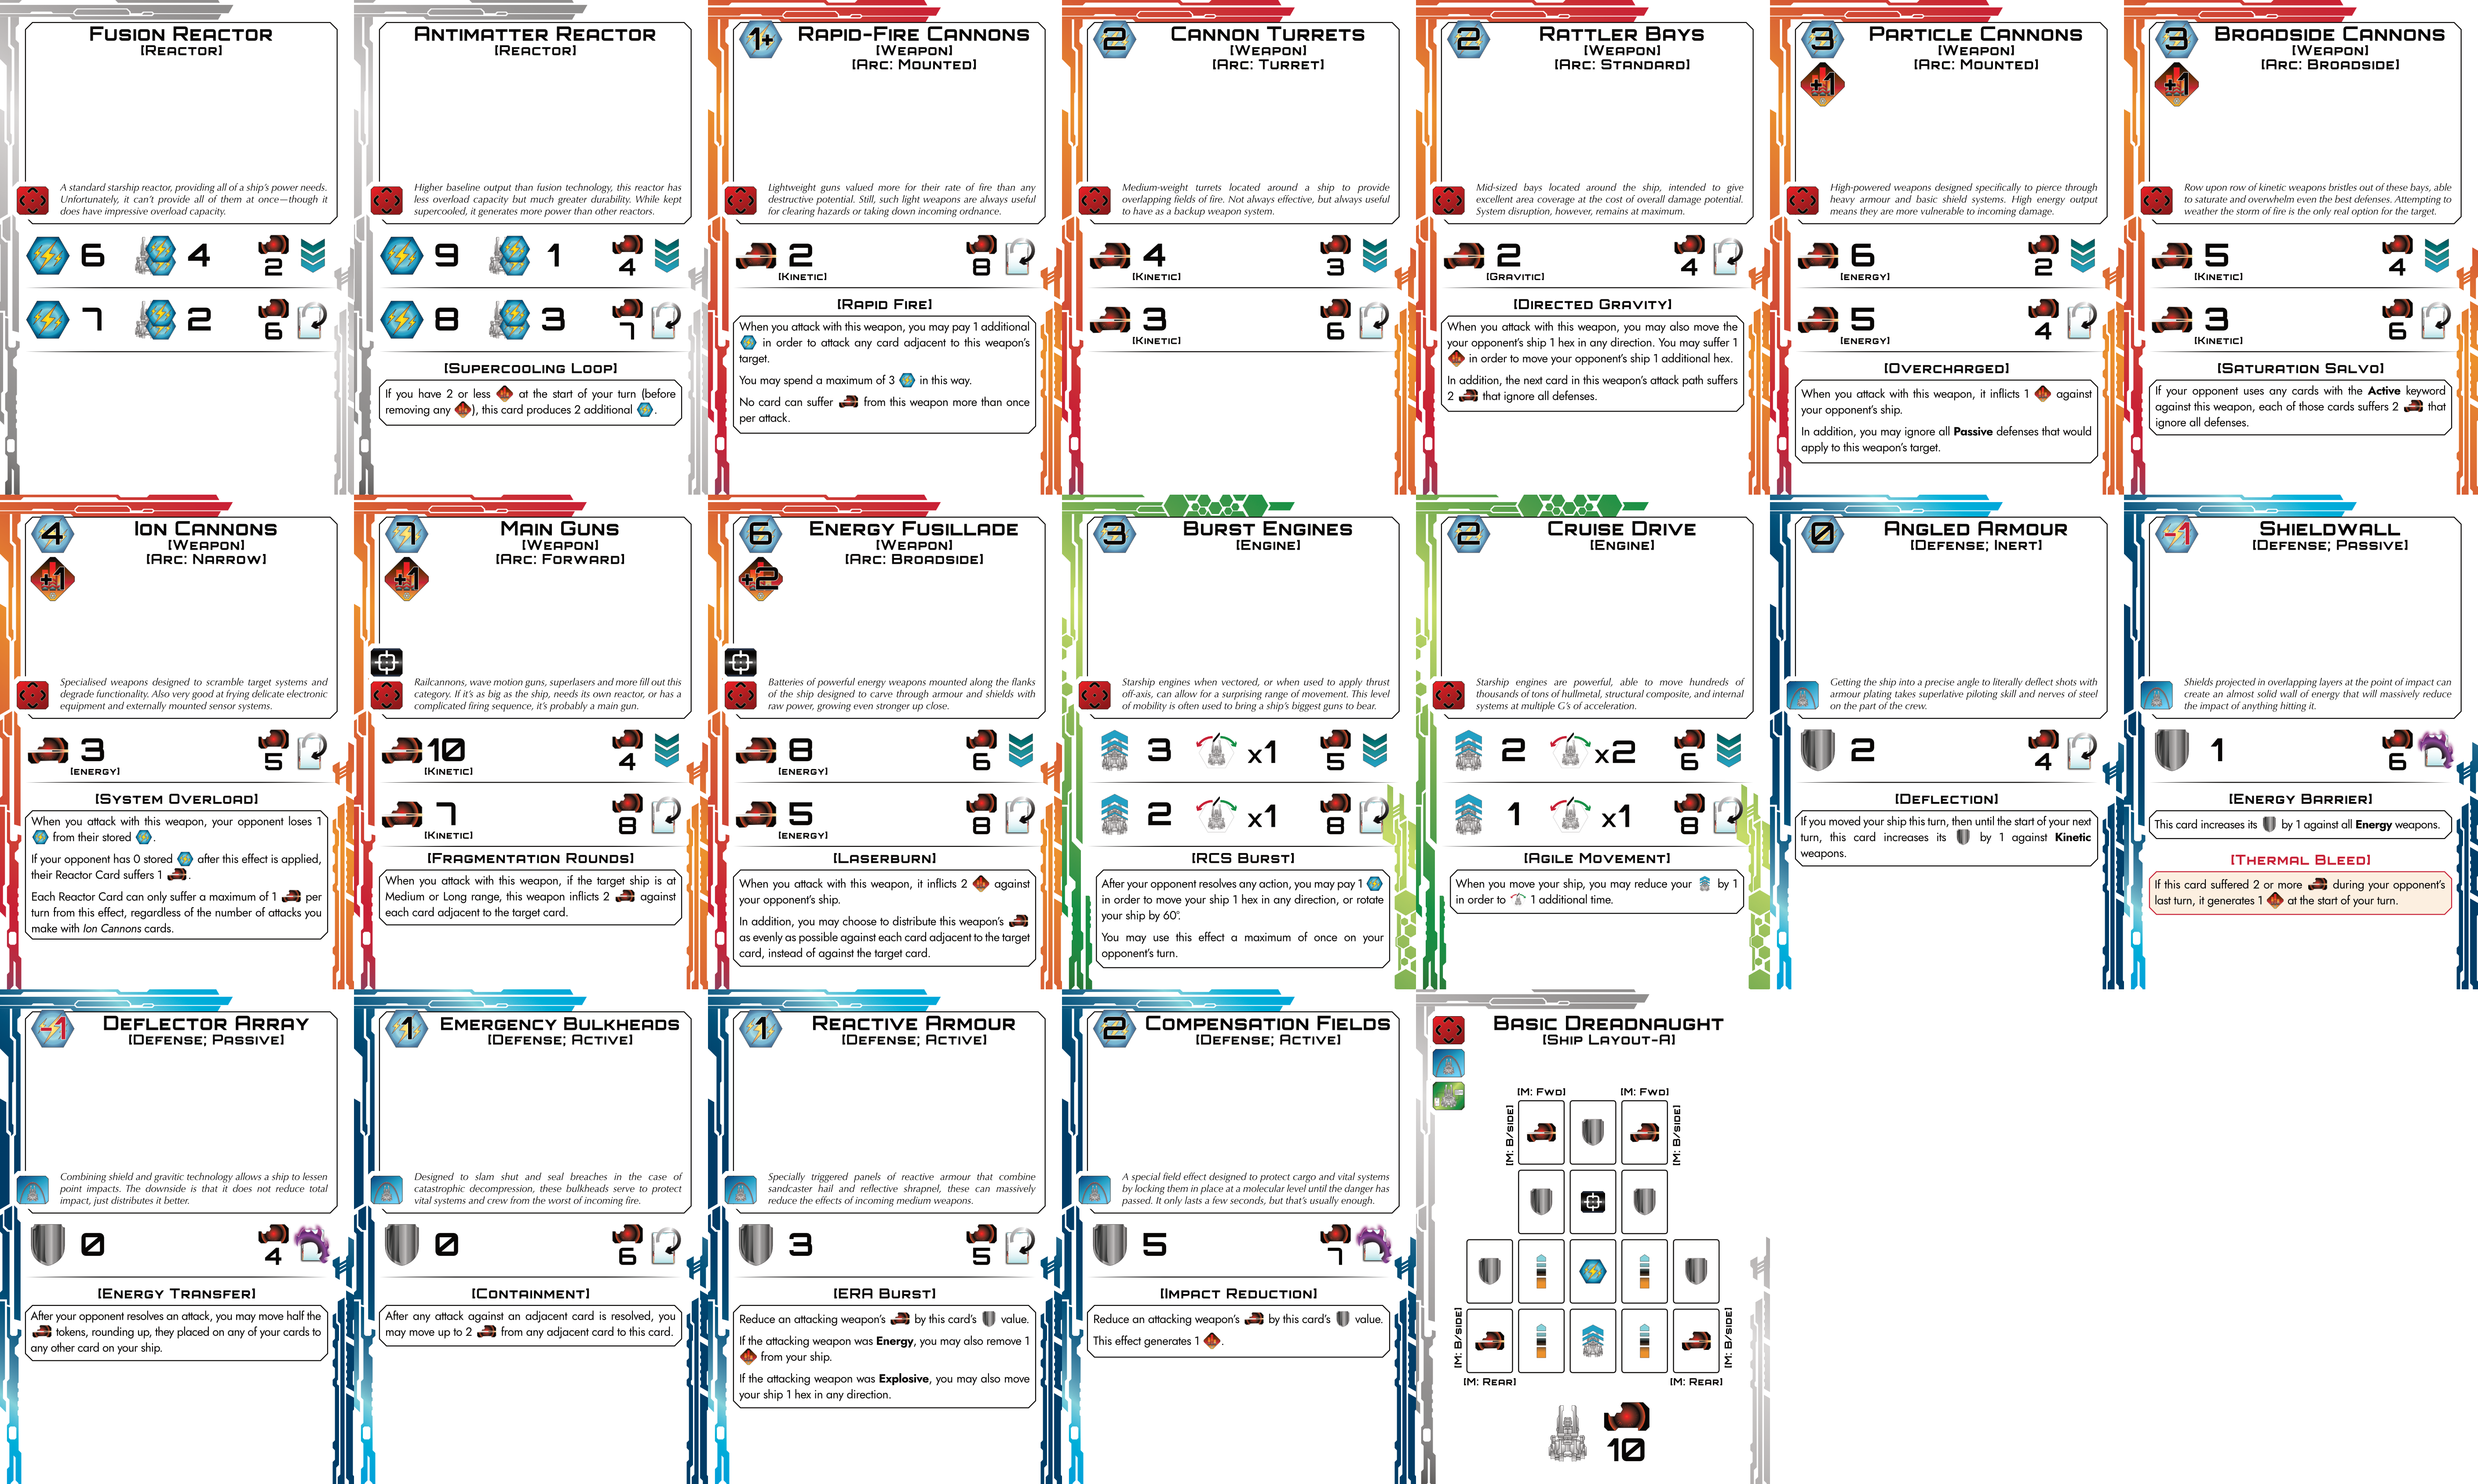 FUSION REACTOR
[REACTOR]
A standard starship reactor, providing all of a ship's power needs.
Unfortunately, it can't provide all of them at once—though it
does have impressive overload capacity.
6 4 2
7 2 6
ANTIMATTER REACTOR
[REACTOR]
Higher baseline output than fusion technology, this reactor has
less overload capacity but much greater durability. While kept
supercooled, it generates more power than other reactors.
9 1 4
8 3 7
[SUPERCOOLING LOOP]
If you have 2 or less at the start of your turn (before
removing any ), this card produces 2 additional .
1+
RAPID-FIRE CANNONS
[WEAPON]
[ARC: MOUNTED]
Lightweight guns valued more for their rate of fire than any
destructive potential. Still, such light weapons are always useful
for clearing hazards or taking down incoming ordnance.
2 8
[KINETIC]
[RAPID FIRE]
When you attack with this weapon, you may pay 1 additional
in order to attack any card adjacent to this weapon's
target.
You may spend a maximum of 3 in this way.
No card can suffer from this weapon more than once
per attack.
2
CANNON TURRETS
[WEAPON]
[ARC: TURRET]
Medium-weight turrets located around a ship to provide
overlapping fields of fire. Not always effective, but always useful
to have as a backup weapon system.
4 3
[KINETIC]
3 6
[KINETIC]
2
RATTLER BAYS
[WEAPON]
[ARC: STANDARD]
Mid-sized bays located around the ship, intended to give
excellent area coverage at the cost of overall damage potential.
System disruption, however, remains at maximum.
2 4
[GRAVITIC]
[DIRECTED GRAVITY]
When you attack with this weapon, you may also move the
your opponent's ship 1 hex in any direction. You may suffer 1
in order to move your opponent's ship 1 additional hex.
In addition, the next card in this weapon's attack path suffers
2 that ignore all defenses.
3
+1
PARTICLE CANNONS
[WEAPON]
[ARC: MOUNTED]
High-powered weapons designed specifically to pierce through
heavy armour and basic shield systems. High energy output
means they are more vulnerable to incoming damage.
6 2
[ENERGY]
5 4
[ENERGY]
[OVERCHARGED]
When you attack with this weapon, it inflicts 1 against
your opponent's ship.
In addition, you may ignore all Passive defenses that would
apply to this weapon's target.
3
+1
BROADSIDE CANNONS
[WEAPON]
[ARC: BROADSIDE]
Row upon row of kinetic weapons bristles out of these bays, able
to saturate and overwhelm even the best defenses. Attempting to
weather the storm of fire is the only real option for the target.
5 4
[KINETIC]
3 6
[KINETIC]
[SATURATION SALVO]
If your opponent uses any cards with the Active keyword
against this weapon, each of those cards suffers 2 that
ignore all defenses.
4
+1
ION CANNONS
[WEAPON]
[ARC: NARROW]
Specialised weapons designed to scramble target systems and
degrade functionality. Also very good at frying delicate electronic
equipment and externally mounted sensor systems.
3 5
[ENERGY]
[SYSTEM OVERLOAD]
When you attack with this weapon, your opponent loses 1
from their stored .
If your opponent has 0 stored after this effect is applied,
their Reactor Card suffers 1 .
Each Reactor Card can only suffer a maximum of 1 per
turn from this effect, regardless of the number of attacks you
make with Ion Cannons cards.
7
+1
MAIN GUNS
[WEAPON]
[ARC: FORWARD]
Railcannons, wave motion guns, superlasers and more fill out this
category. If it's as big as the ship, needs its own reactor, or has a
complicated firing sequence, it's probably a main gun.
10 4
[KINETIC]
7 8
[KINETIC]
[FRAGMENTATION ROUNDS]
When you attack with this weapon, if the target ship is at
Medium or Long range, this weapon inflicts 2 against
each card adjacent to the target card.
6
+2
ENERGY FUSILLADE
[WEAPON]
[ARC: BROADSIDE]
Batteries of powerful energy weapons mounted along the flanks
of the ship designed to carve through armour and shields with
raw power, growing even stronger up close.
8 6
[ENERGY]
5 8
[ENERGY]
[LASERBURN]
When you attack with this weapon, it inflicts 2 against
your opponent's ship.
In addition, you may choose to distribute this weapon's
as evenly as possible against each card adjacent to the target
card, instead of against the target card.
3
BURST ENGINES
[ENGINE]
Starship engines when vectored, or when used to apply thrust
off-axis, can allow for a surprising range of movement. This level
of mobility is often used to bring a ship's biggest guns to bear.
3 x1 5
2 x1 8
[RCS BURST]
After your opponent resolves any action, you may pay 1
in order to move your ship 1 hex in any direction, or rotate
your ship by 60°.
You may use this effect a maximum of once on your
opponent's turn.
2
CRUISE DRIVE
[ENGINE]
Starship engines are powerful, able to move hundreds of
thousands of tons of hullmetal, structural composite, and internal
systems at multiple G's of acceleration.
2 x2 6
1 x1 8
[AGILE MOVEMENT]
When you move your ship, you may reduce your by 1
in order to 1 additional time.
0
ANGLED ARMOUR
[DEFENSE; INERT]
Getting the ship into a precise angle to literally deflect shots with
armour plating takes superlative piloting skill and nerves of steel
on the part of the crew.
2 4
[DEFLECTION]
If you moved your ship this turn, then until the start of your next
turn, this card increases its by 1 against Kinetic
weapons.
-1
SHIELDWALL
[DEFENSE; PASSIVE]
Shields projected in overlapping layers at the point of impact can
create an almost solid wall of energy that will massively reduce
the impact of anything hitting it.
1 6
[ENERGY BARRIER]
This card increases its by 1 against all Energy weapons.
[THERMAL BLEED]
If this card suffered 2 or more during your opponent's
last turn, it generates 1 at the start of your turn.
-1
DEFLECTOR ARRAY
[DEFENSE; PASSIVE]
Combining shield and gravitic technology allows a ship to lessen
point impacts. The downside is that it does not reduce total
impact, just distributes it better.
0 4
[ENERGY TRANSFER]
After your opponent resolves an attack, you may move half the
tokens, rounding up, they placed on any of your cards to
any other card on your ship.
1
EMERGENCY BULKHEADS
[DEFENSE; ACTIVE]
Designed to slam shut and seal breaches in the case of
catastrophic decompression, these bulkheads serve to protect
vital systems and crew from the worst of incoming fire.
0 6
[CONTAINMENT]
After any attack against an adjacent card is resolved, you
may move up to 2 from any adjacent card to this card.
1
REACTIVE ARMOUR
[DEFENSE; ACTIVE]
Specially triggered panels of reactive armour that combine
sandcaster hail and reflective shrapnel, these can massively
reduce the effects of incoming medium weapons.
3 5
[ERA BURST]
Reduce an attacking weapon's by this card's value.
If the attacking weapon was Energy, you may also remove 1
from your ship.
If the attacking weapon was Explosive, you may also move
your ship 1 hex in any direction.
2
COMPENSATION FIELDS
[DEFENSE; ACTIVE]
A special field effect designed to protect cargo and vital systems
by locking them in place at a molecular level until the danger has
passed. It only lasts a few seconds, but that's usually enough.
5 7
[IMPACT REDUCTION]
Reduce an attacking weapon's by this card's value.
This effect generates 1 .
BASIC DREADNAUGHT
[SHIP LAYOUT-A]
[M: FWD] [M: FWD]
[M: B/SIDE] [M: B/SIDE]
[M: B/SIDE] [M: B/SIDE]
[M: REAR] [M: REAR]
10